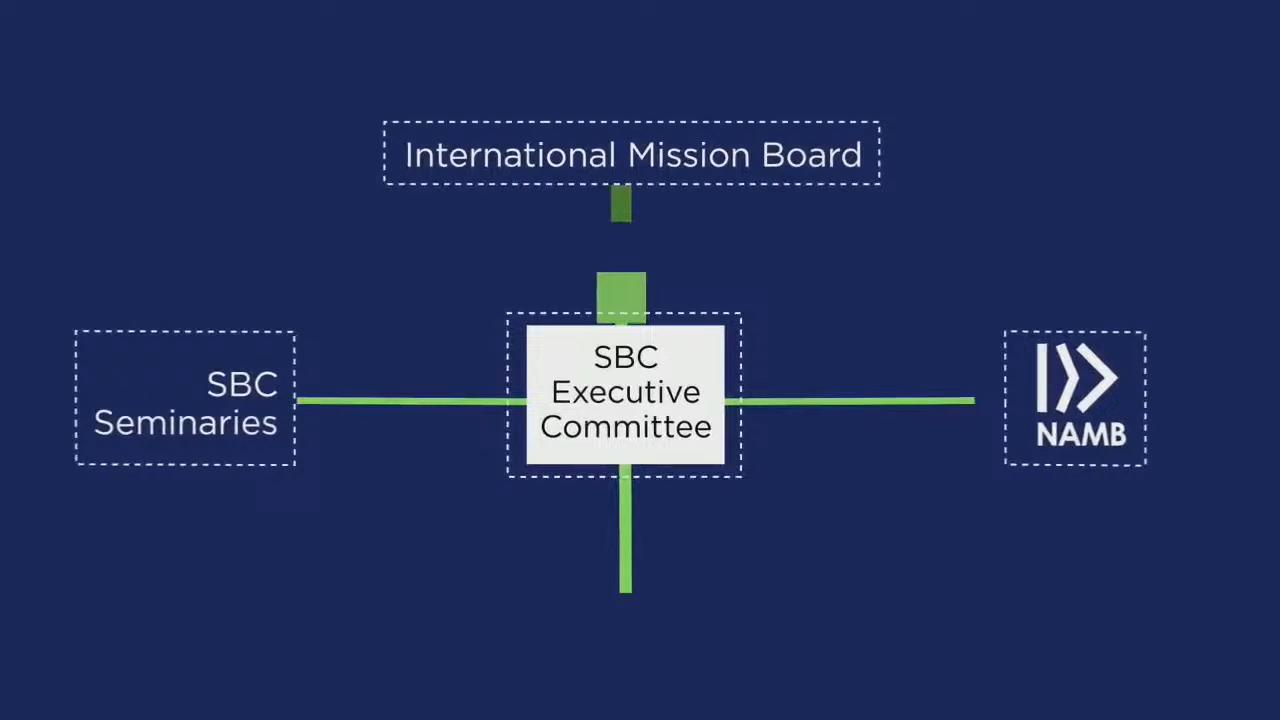 International Mission Board
SBC
Seminaries
SBC
Executive
Committee
NAMB